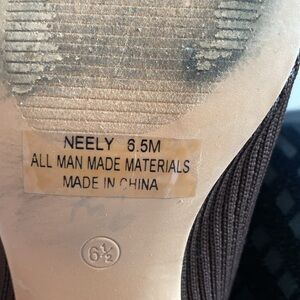 NEELY 6.5M
ALL MAN MADE MATERIALS
MADE IN CHINA
6½